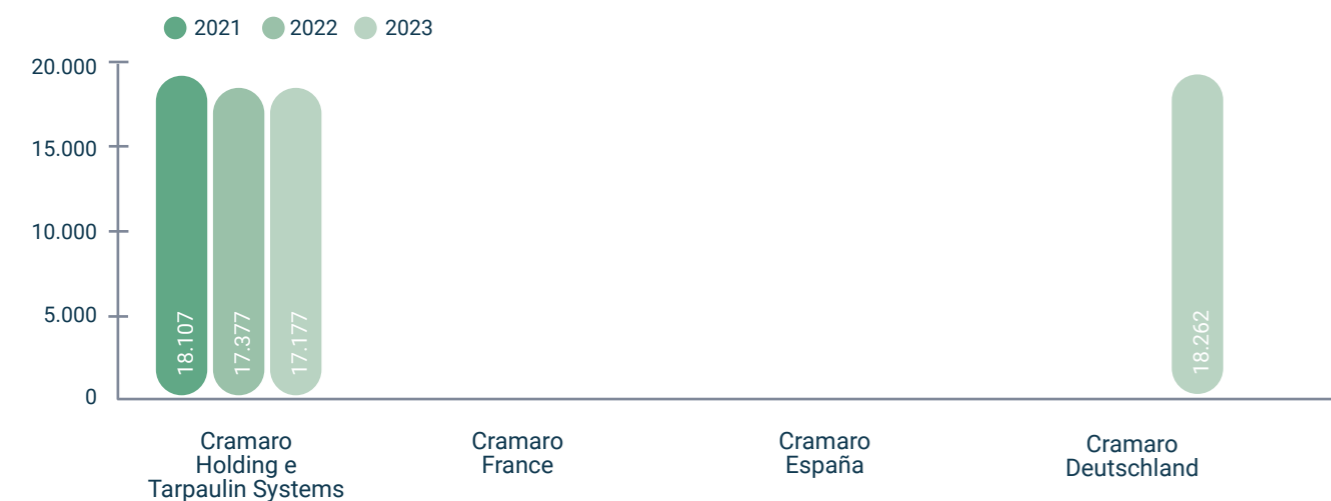 2021 2022 2023
20.000
15.000
10.000
5.000
0
18.107
17.377
17.177
18.262
Cramaro
Holding e
Tarpaulin Systems
Cramaro
France
Cramaro
España
Cramaro
Deutschland